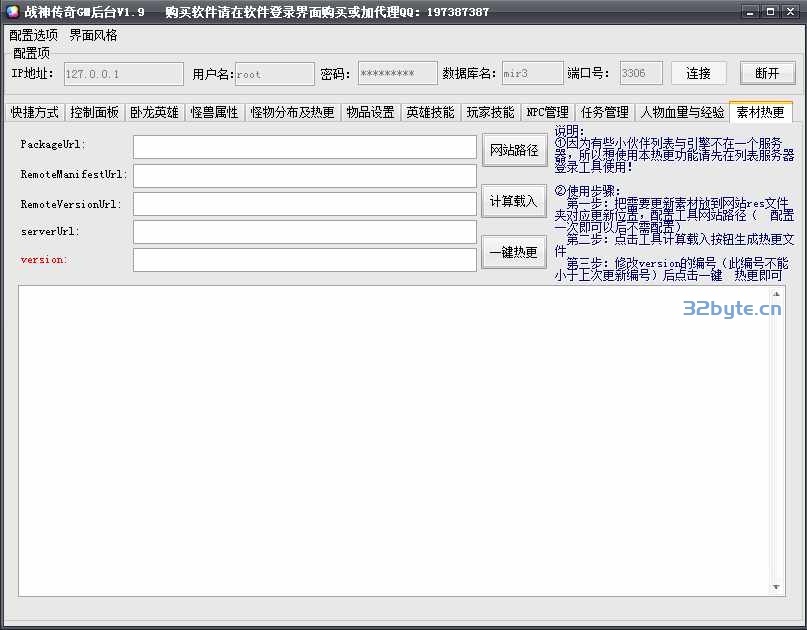 战神传奇GM后台V1.9 购买软件请在软件登录界面购买或加代理QQ：197387387
配置选项 界面风格
配置项
IP地址： 127.0.0.1 用户名： root 密码： ********* 数据库名： mir3 端口号： 3306 连接 断开
快捷方式 控制面板 卧龙英雄 怪兽属性 怪物分布及热更 物品设置 英雄技能 玩家技能 NPC管理 任务管理 人物血量与经验 素材热更
PackageUrl:
RemoteManifestUrl:
RemoteVersionUrl:
serverUrl:
version:
网站路径
计算载入
一键热更
说明：
①因为有些小伙伴列表与引擎不在一个服务
器，所以想使用本热更功能请先在列表服务器
登录工具使用！
②使用步骤：
第一步：把需要更新素材放到网站res文件
夹对应更新位置，配置工具网站路径（ 配置
一次即可以后不需配置）
第二步：点击工具计算载入按钮生成热更文
件
第三步：修改version的编号（此编号不能
小于上次更新编号）后点击一键 热更即可
32byte.cn